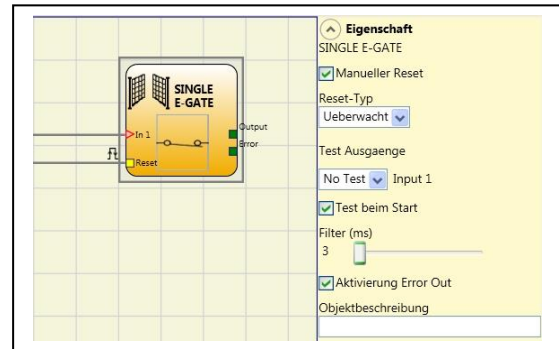 SINGLE
E-GATE
In 1
Reset
Output
Error
Eigenschaft
SINGLE E-GATE
Manueller Reset
Reset-Typ
Ueberwacht
Test Ausgaenge
No Test Input 1
Test beim Start
Filter (ms)
3
Aktivierung Error Out
Objektbeschreibung